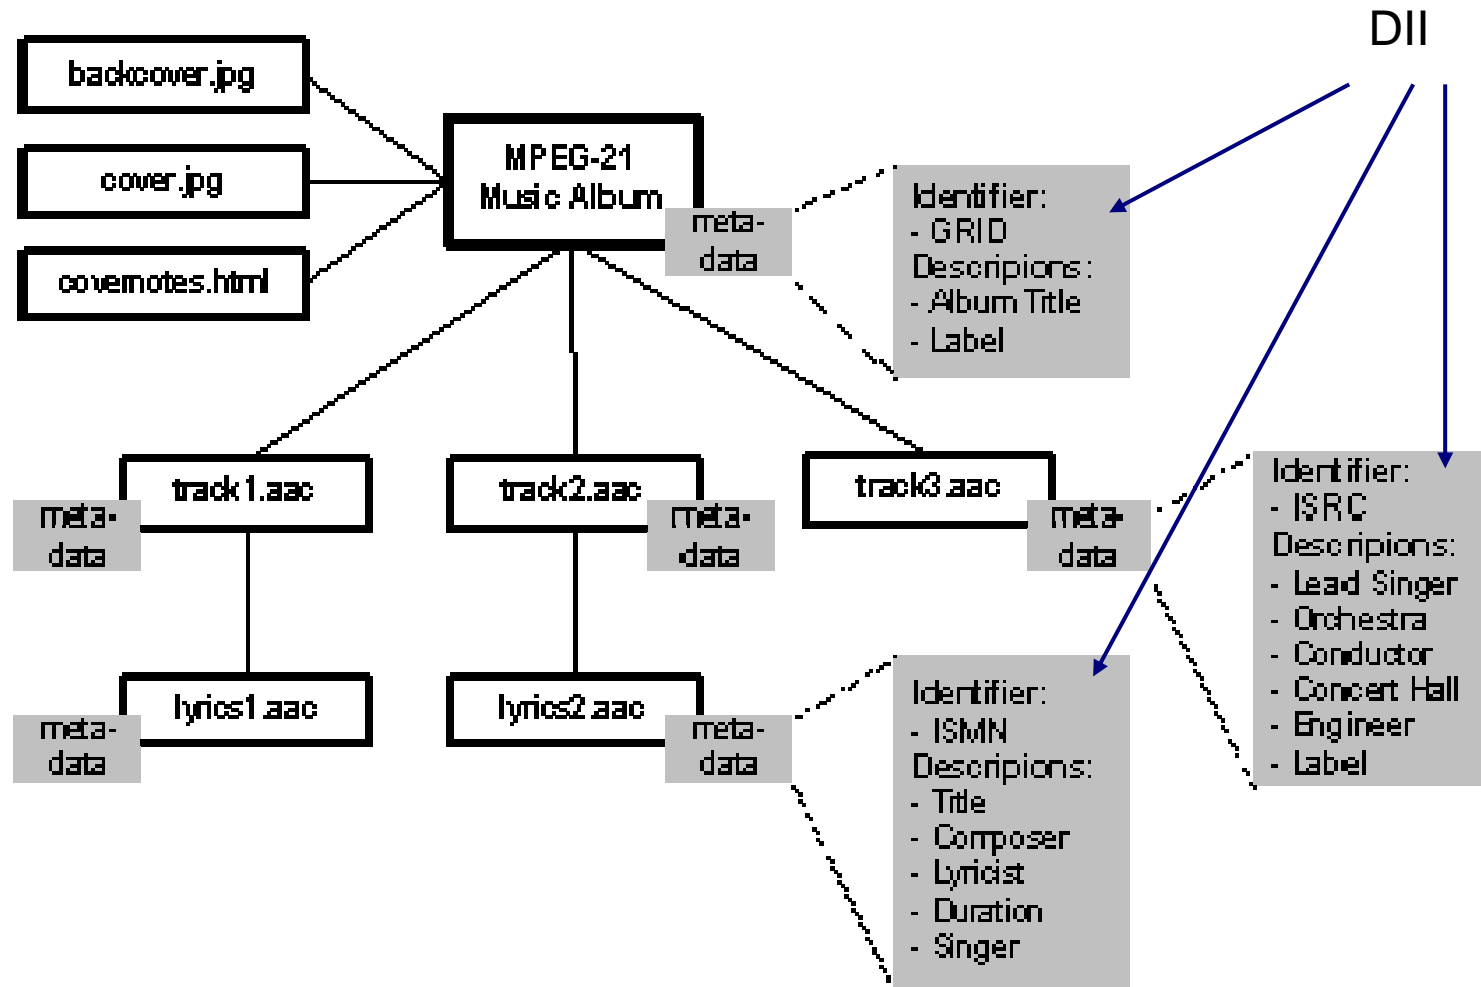 DII
backcover.jpg
cover.jpg
covernotes.html
MPEG-21
Music Album
meta-
data
Identifier:
- GRID
Descripions:
- Album Title
- Label
track1.aac
meta-
data
track2.aac
meta-
data
track3.aac
meta-
data
Identifier:
- ISRC
Descripions:
- Lead Singer
- Orchestra
- Conductor
- Concert Hall
- Engineer
- Label
lyrics1.aac
meta-
data
lyrics2.aac
meta-
data
Identifier:
- ISMN
Descripions:
- Title
- Composer
- Lyricist
- Duration
- Singer